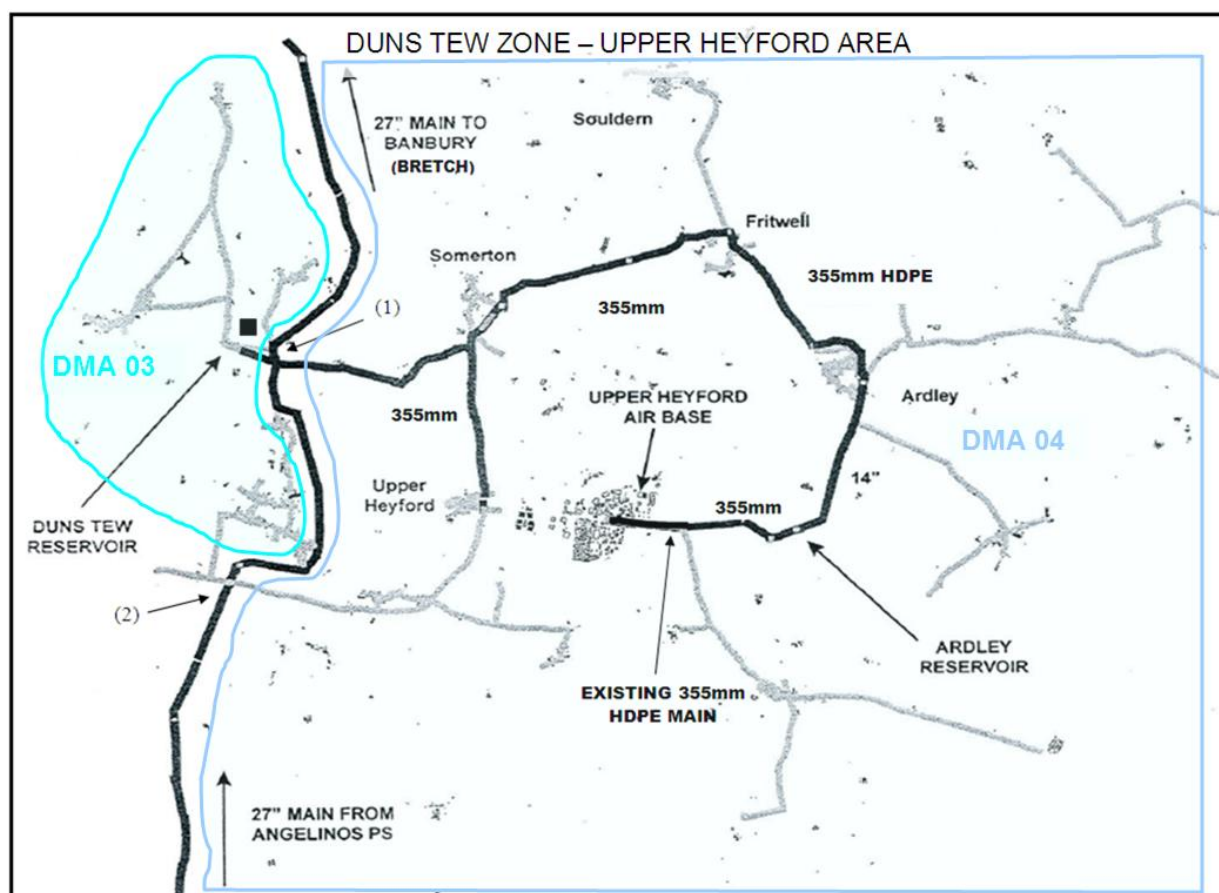 DUNS TEW ZONE – UPPER HEYFORD AREA
27" MAIN TO
BANBURY
(BRETCH)
Souldern
Fritwell
Somerton
355mm HDPE
355mm
(1)
DMA 03
355mm
UPPER HEYFORD
AIR BASE
Ardley
DMA 04
14"
Upper
Heyford
355mm
DUNS TEW
RESERVOIR
(2)
ARDLEY
RESERVOIR
EXISTING 355mm
HDPE MAIN
27" MAIN FROM
ANGELINOS PS